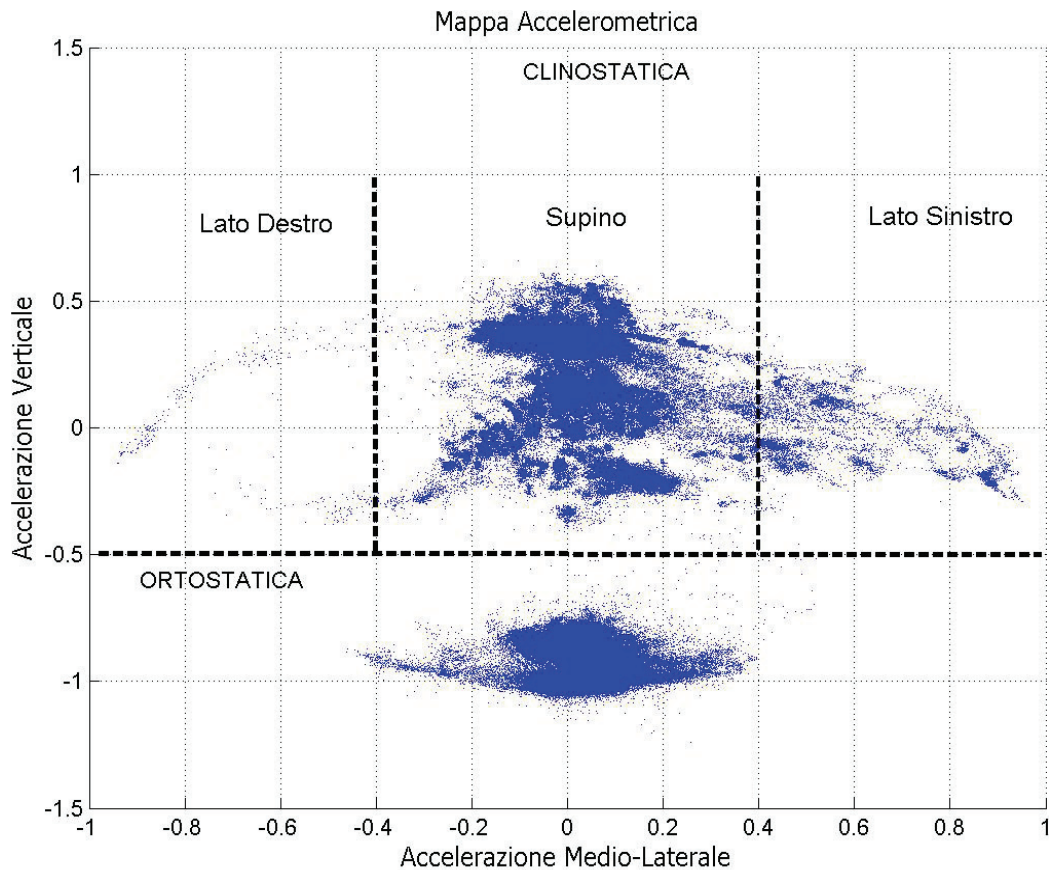 Mappa Accelerometrica
1.5
CLINOSTATICA
1
Lato Destro
Supino
Lato Sinistro
0.5
Accelerazione Verticale
0
-0.5
ORTOSTATICA
-1
-1.5
-1 -0.8 -0.6 -0.4 -0.2 0 0.2 0.4 0.6 0.8 1
Accelerazione Medio-Laterale